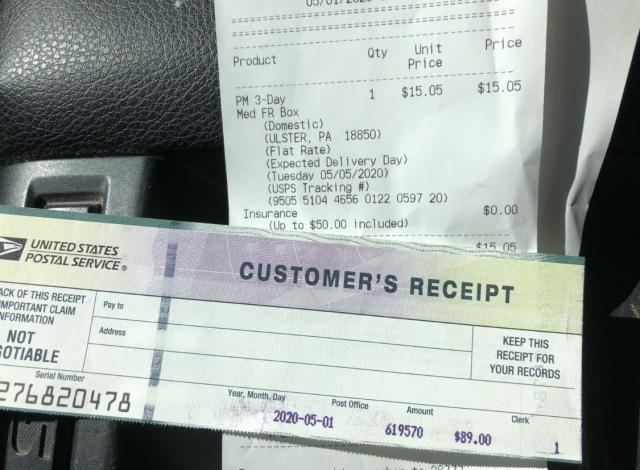 Product Qty Unit Price Price
PM 3-Day 1 $15.05 $15.05
Med FR Box
(Domestic)
(ULSTER, PA 18850)
(Flat Rate)
(Expected Delivery Day)
(Tuesday 05/05/2020)
(USPS Tracking #)
(9505 5104 4656 0122 0597 20)
Insurance $0.00
(Up to $50.00 included)
$15.05
UNITED STATES
POSTAL SERVICE®
CUSTOMER'S RECEIPT
ACK OF THIS RECEIPT
MPORTANT CLAIM
NFORMATION
NOT
GOTIABLE
Pay to
Address
KEEP THIS
RECEIPT FOR
YOUR RECORDS
Serial Number
276820478
Year, Month, Day Post Office Amount Clerk
2020-05-01 619570 $89.00 1